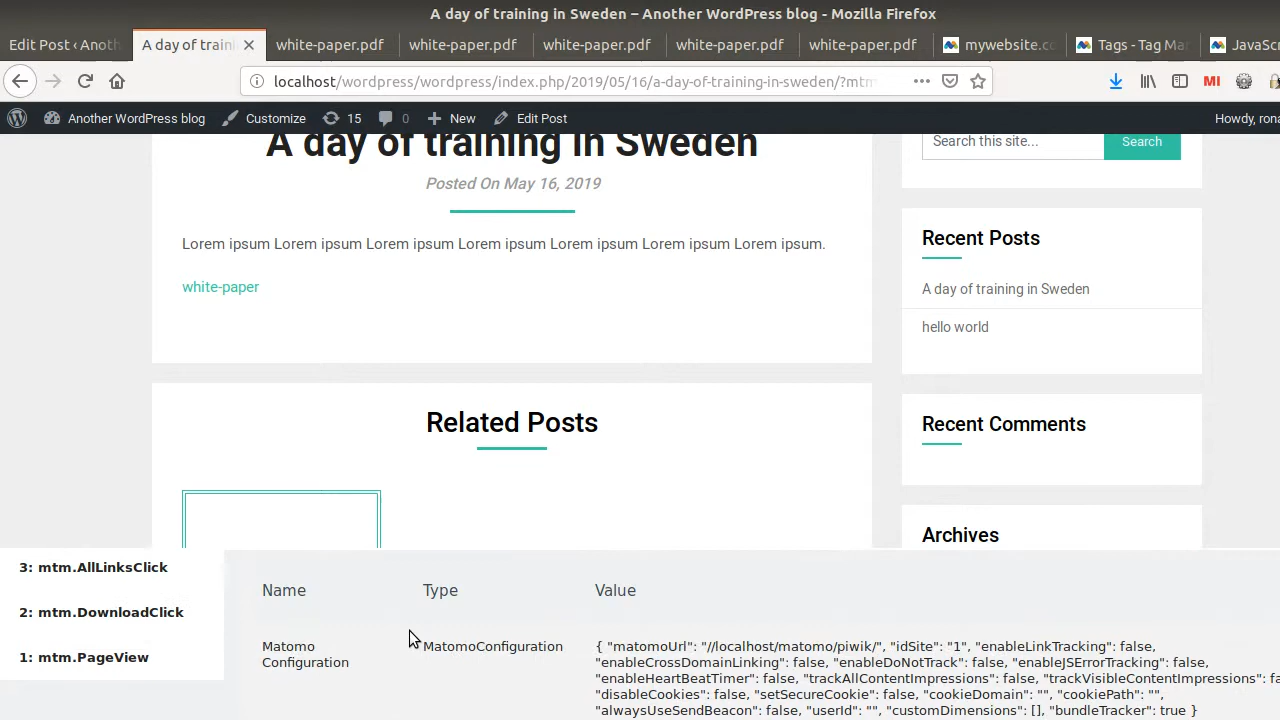 A day of training in Sweden – Another WordPress blog - Mozilla Firefox
Edit Post ‹ Anoth
A day of traini
white-paper.pdf
white-paper.pdf
white-paper.pdf
white-paper.pdf
white-paper.pdf
mywebsite.co
Tags - Tag Man
JavaScr
localhost/wordpress/wordpress/index.php/2019/05/16/a-day-of-training-in-sweden/?mtm
MI
Another WordPress blog
Customize
15
0
New
Edit Post
Howdy, rona
A day of training in Sweden
Posted On May 16, 2019
Lorem ipsum Lorem ipsum Lorem ipsum Lorem ipsum Lorem ipsum Lorem ipsum Lorem ipsum.
white-paper
Related Posts
Search this site...
Search
Recent Posts
A day of training in Sweden
hello world
Recent Comments
Archives
3: mtm.AllLinksClick
2: mtm.DownloadClick
1: mtm.PageView
Name Type Value
Matomo
Configuration
MatomoConfiguration
{ "matomoUrl": "//localhost/matomo/piwik/", "idSite": "1", "enableLinkTracking": false,
"enableCrossDomainLinking": false, "enableDoNotTrack": false, "enableJSErrorTracking": false,
"enableHeartBeatTimer": false, "trackAllContentImpressions": false, "trackVisibleContentImpressions": fa
"disableCookies": false, "setSecureCookie": false, "cookieDomain": "", "cookiePath": "",
"alwaysUseSendBeacon": false, "userId": "", "customDimensions": [], "bundleTracker": true }